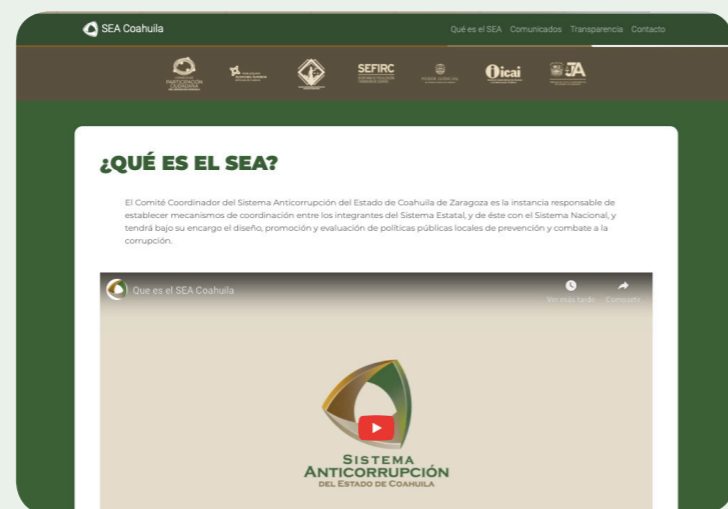 SEA Coahuila
Qué es el SEA Comunicados Transparencia Contacto
PARTICIPACIÓN
CIUDADANA
SEFIRC
icai
¿QUÉ ES EL SEA?
El Comité Coordinador del Sistema Anticorrupción del Estado de Coahuila de Zaragoza es la instancia responsable de
establecer mecanismos de coordinación entre los integrantes del Sistema Estatal, y de éste con el Sistema Nacional, y
tendrá bajo su encargo el diseño, promoción y evaluación de políticas públicas locales de prevención y combate a la
corrupción.
Que es el SEA Coahuila
Ver más tarde Compartir
SISTEMA
ANTICORRUPCIÓN
DEL ESTADO DE COAHUILA